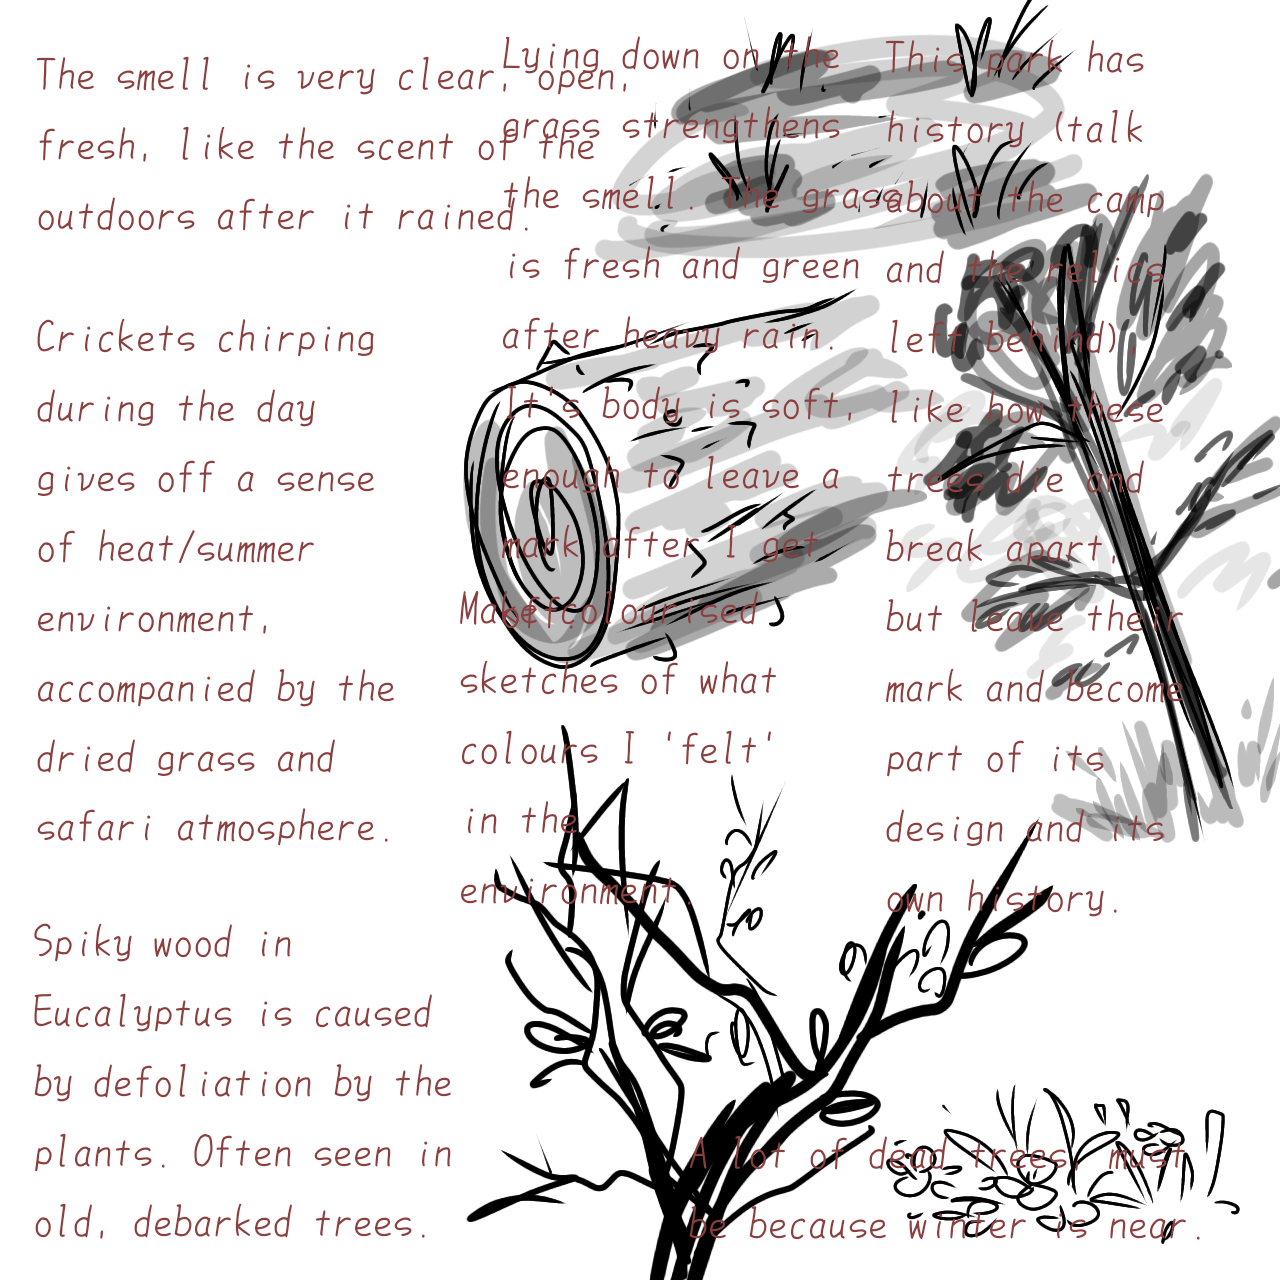 The smell is very clear, open,
fresh, like the scent of the
outdoors after it rained.
Crickets chirping
during the day
gives off a sense
of heat/summer
environment,
accompanied by the
dried grass and
safari atmosphere.
Spiky wood in
Eucalyptus is caused
by defoliation by the
plants. Often seen in
old, debarked trees.
Lying down on the
grass strengthens
the smell. The grass
is fresh and green
after heavy rain.
It's body is soft,
enough to leave a
mark after I get
off
Make colourised
sketches of what
colours I 'felt'
in the
environment.
This park has
history (talk
about the camp
and the relics
left behind),
like how these
trees die and
break apart,
but leave their
mark and become
part of its
design and its
own history.
A lot of dead trees, must
be because winter is near.